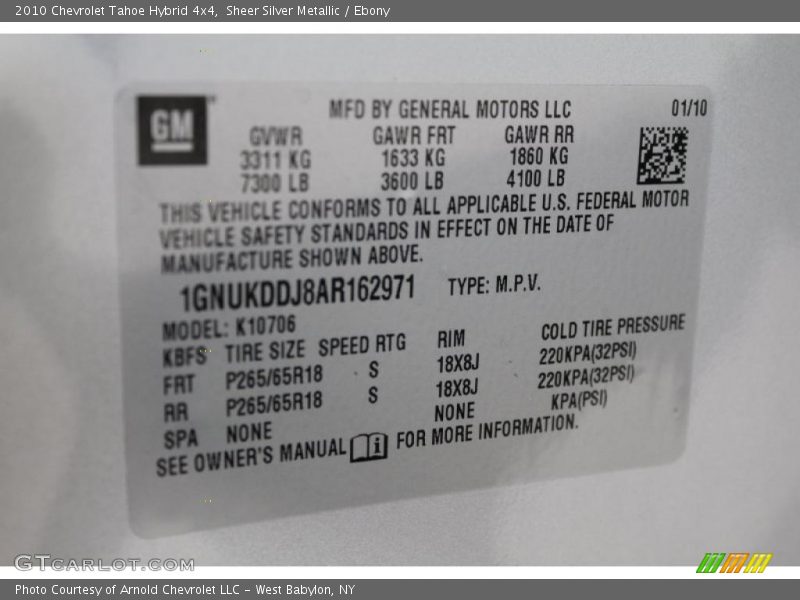 2010 Chevrolet Tahoe Hybrid 4x4, Sheer Silver Metallic / Ebony
GM
MFD BY GENERAL MOTORS LLC 01/10
GVWR GAWR FRT GAWR RR
3311 KG 1633 KG 1860 KG
7300 LB 3600 LB 4100 LB
THIS VEHICLE CONFORMS TO ALL APPLICABLE U.S. FEDERAL MOTOR
VEHICLE SAFETY STANDARDS IN EFFECT ON THE DATE OF
MANUFACTURE SHOWN ABOVE.
1GNUKDDJ8AR162971 TYPE: M.P.V.
MODEL: K10706
KBFS TIRE SIZE SPEED RTG RIM COLD TIRE PRESSURE
FRT P265/65R18 S 18X8J 220KPA(32PSI)
RR P265/65R18 S 18X8J 220KPA(32PSI)
SPA NONE NONE KPA(PSI)
SEE OWNER'S MANUAL i FOR MORE INFORMATION.
GTCARLOT.COM
Photo Courtesy of Arnold Chevrolet LLC - West Babylon, NY